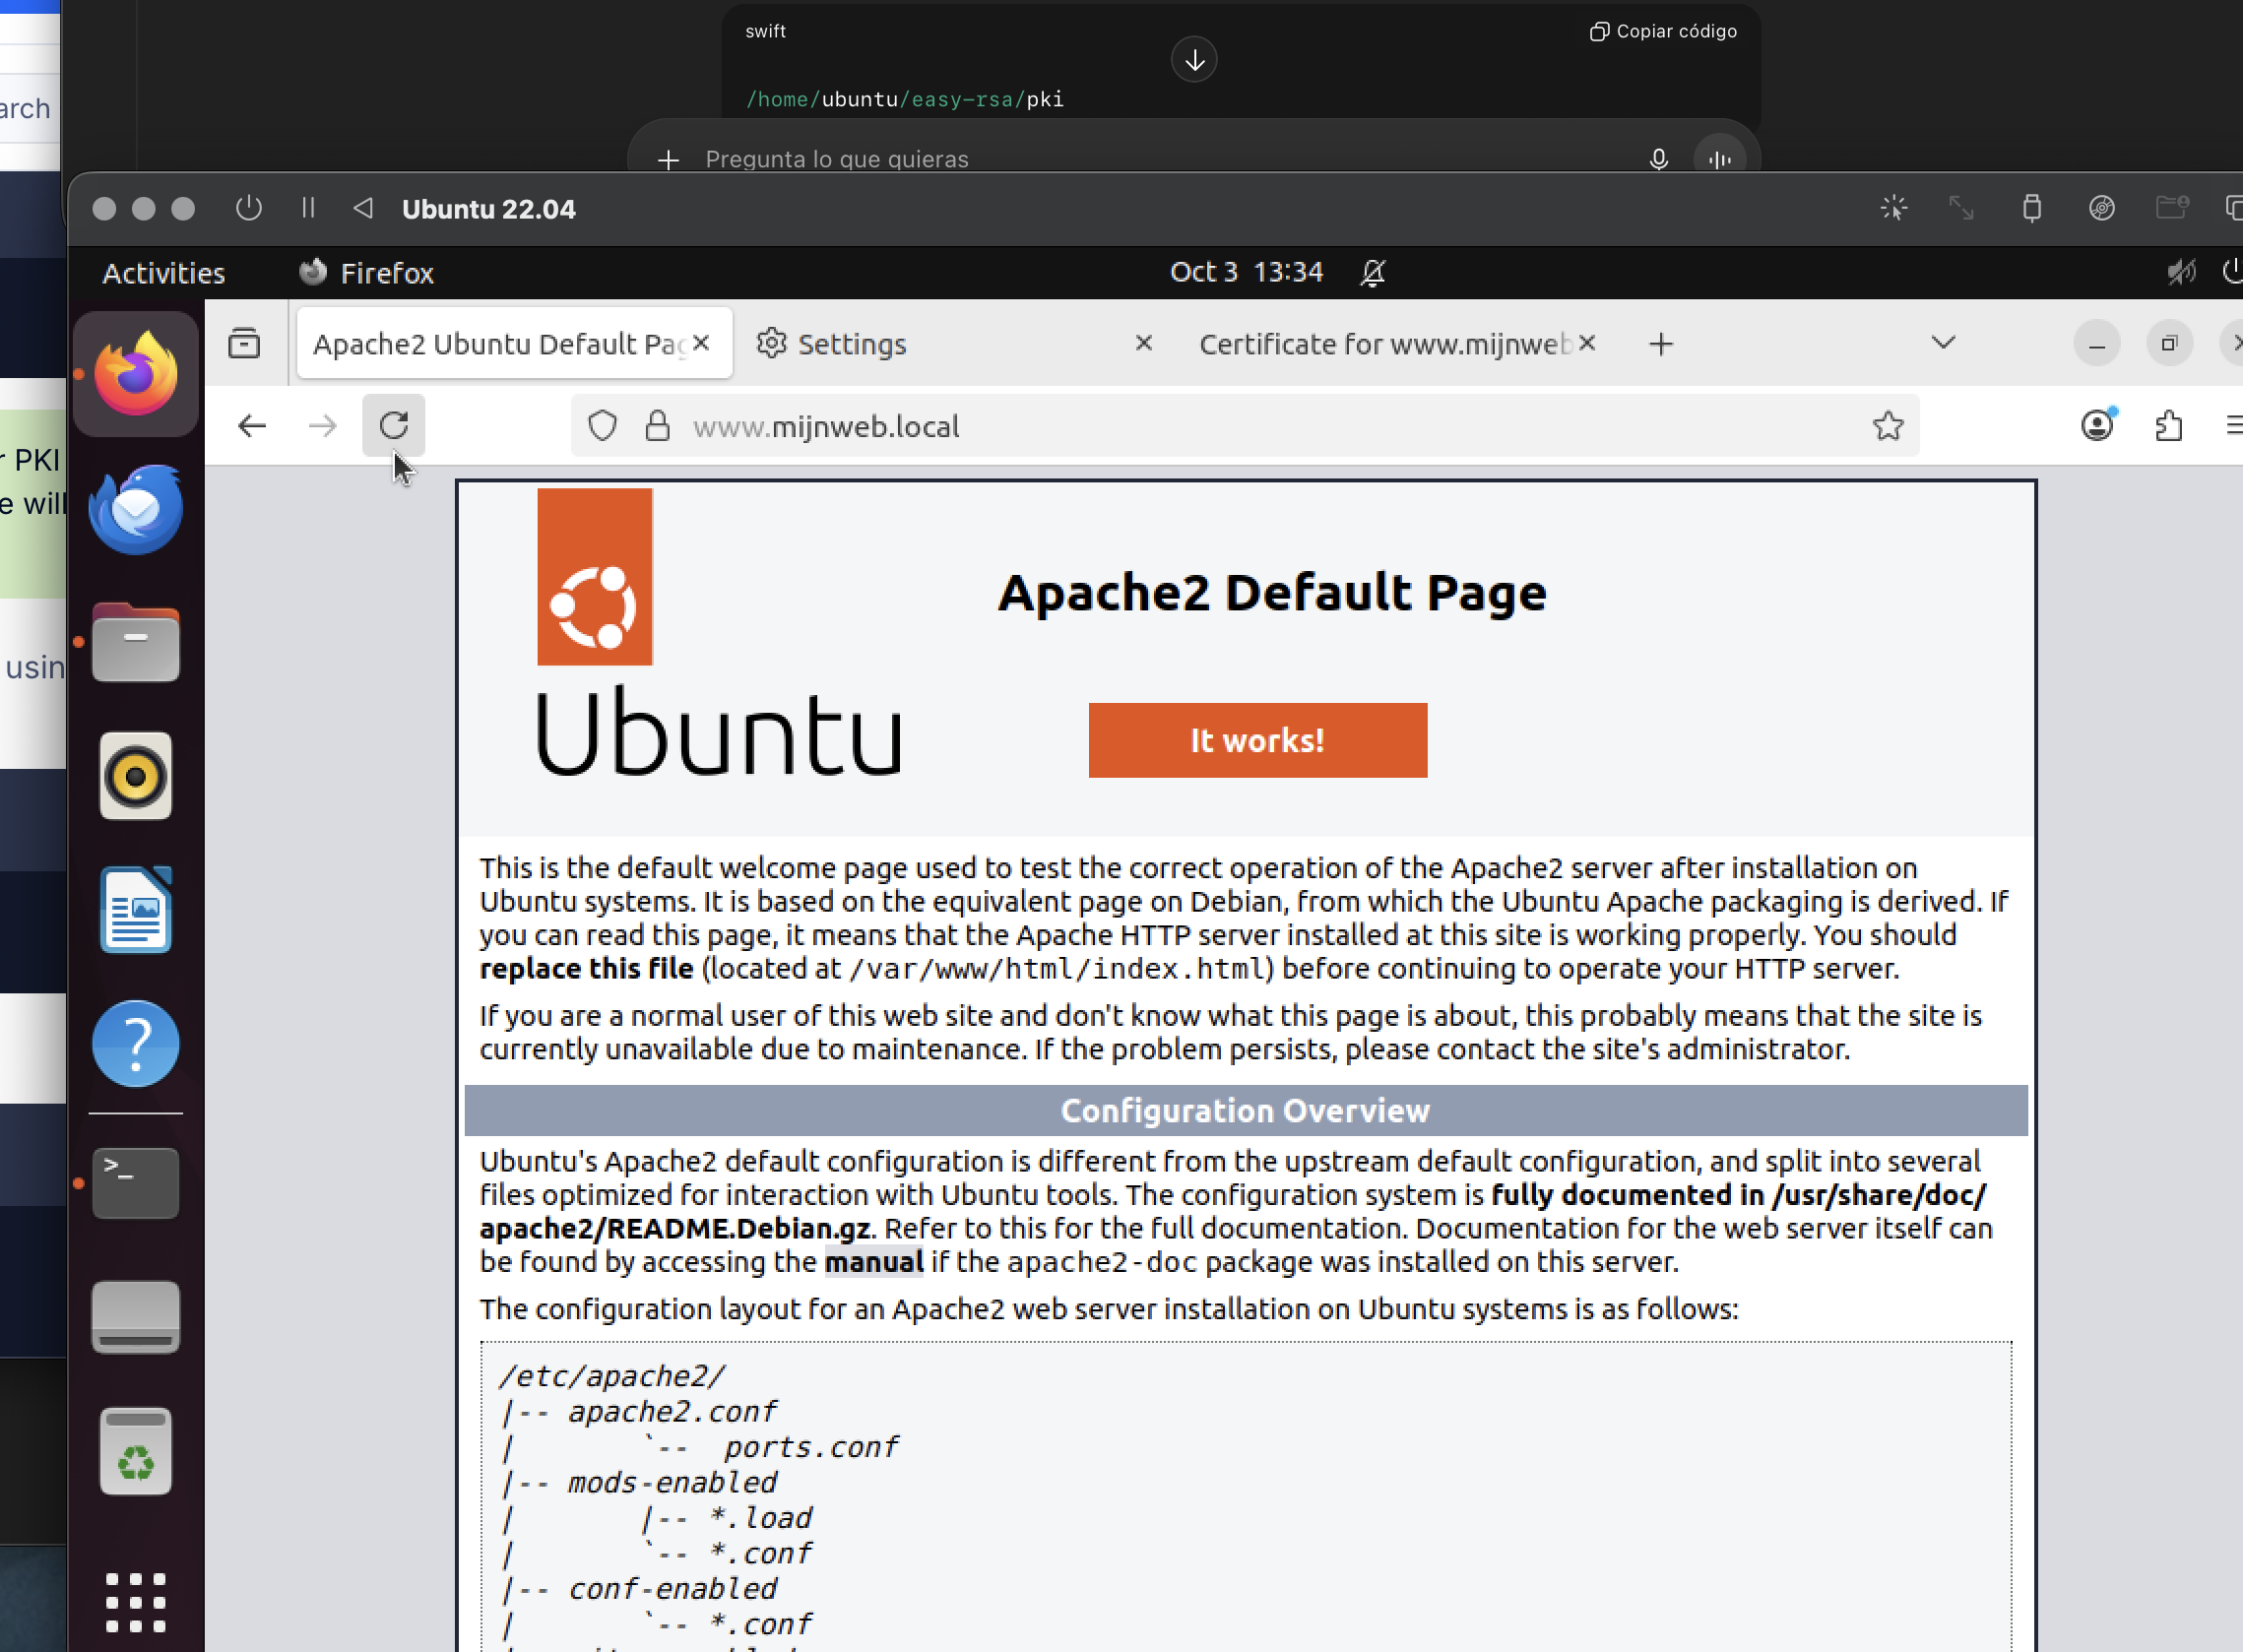 swift
Copiar código
/home/ubuntu/easy-rsa/pki
Pregunta lo que quieras
arch
PKI
e will
usin
Ubuntu 22.04
Activities
Firefox
Oct 3 13:34
Apache2 Ubuntu Default Pag
Settings
Certificate for www.mijnweb
www.mijnweb.local
Apache2 Default Page
Ubuntu
It works!
This is the default welcome page used to test the correct operation of the Apache2 server after installation on
Ubuntu systems. It is based on the equivalent page on Debian, from which the Ubuntu Apache packaging is derived. If
you can read this page, it means that the Apache HTTP server installed at this site is working properly. You should
replace this file (located at /var/www/html/index.html) before continuing to operate your HTTP server.
If you are a normal user of this web site and don't know what this page is about, this probably means that the site is
currently unavailable due to maintenance. If the problem persists, please contact the site's administrator.
Configuration Overview
Ubuntu's Apache2 default configuration is different from the upstream default configuration, and split into several
files optimized for interaction with Ubuntu tools. The configuration system is fully documented in /usr/share/doc/
apache2/README.Debian.gz. Refer to this for the full documentation. Documentation for the web server itself can
be found by accessing the manual if the apache2-doc package was installed on this server.
The configuration layout for an Apache2 web server installation on Ubuntu systems is as follows:
/etc/apache2/
|-- apache2.conf
|       `--  ports.conf
|-- mods-enabled
|       |-- *.load
|       `-- *.conf
|-- conf-enabled
|       `-- *.conf